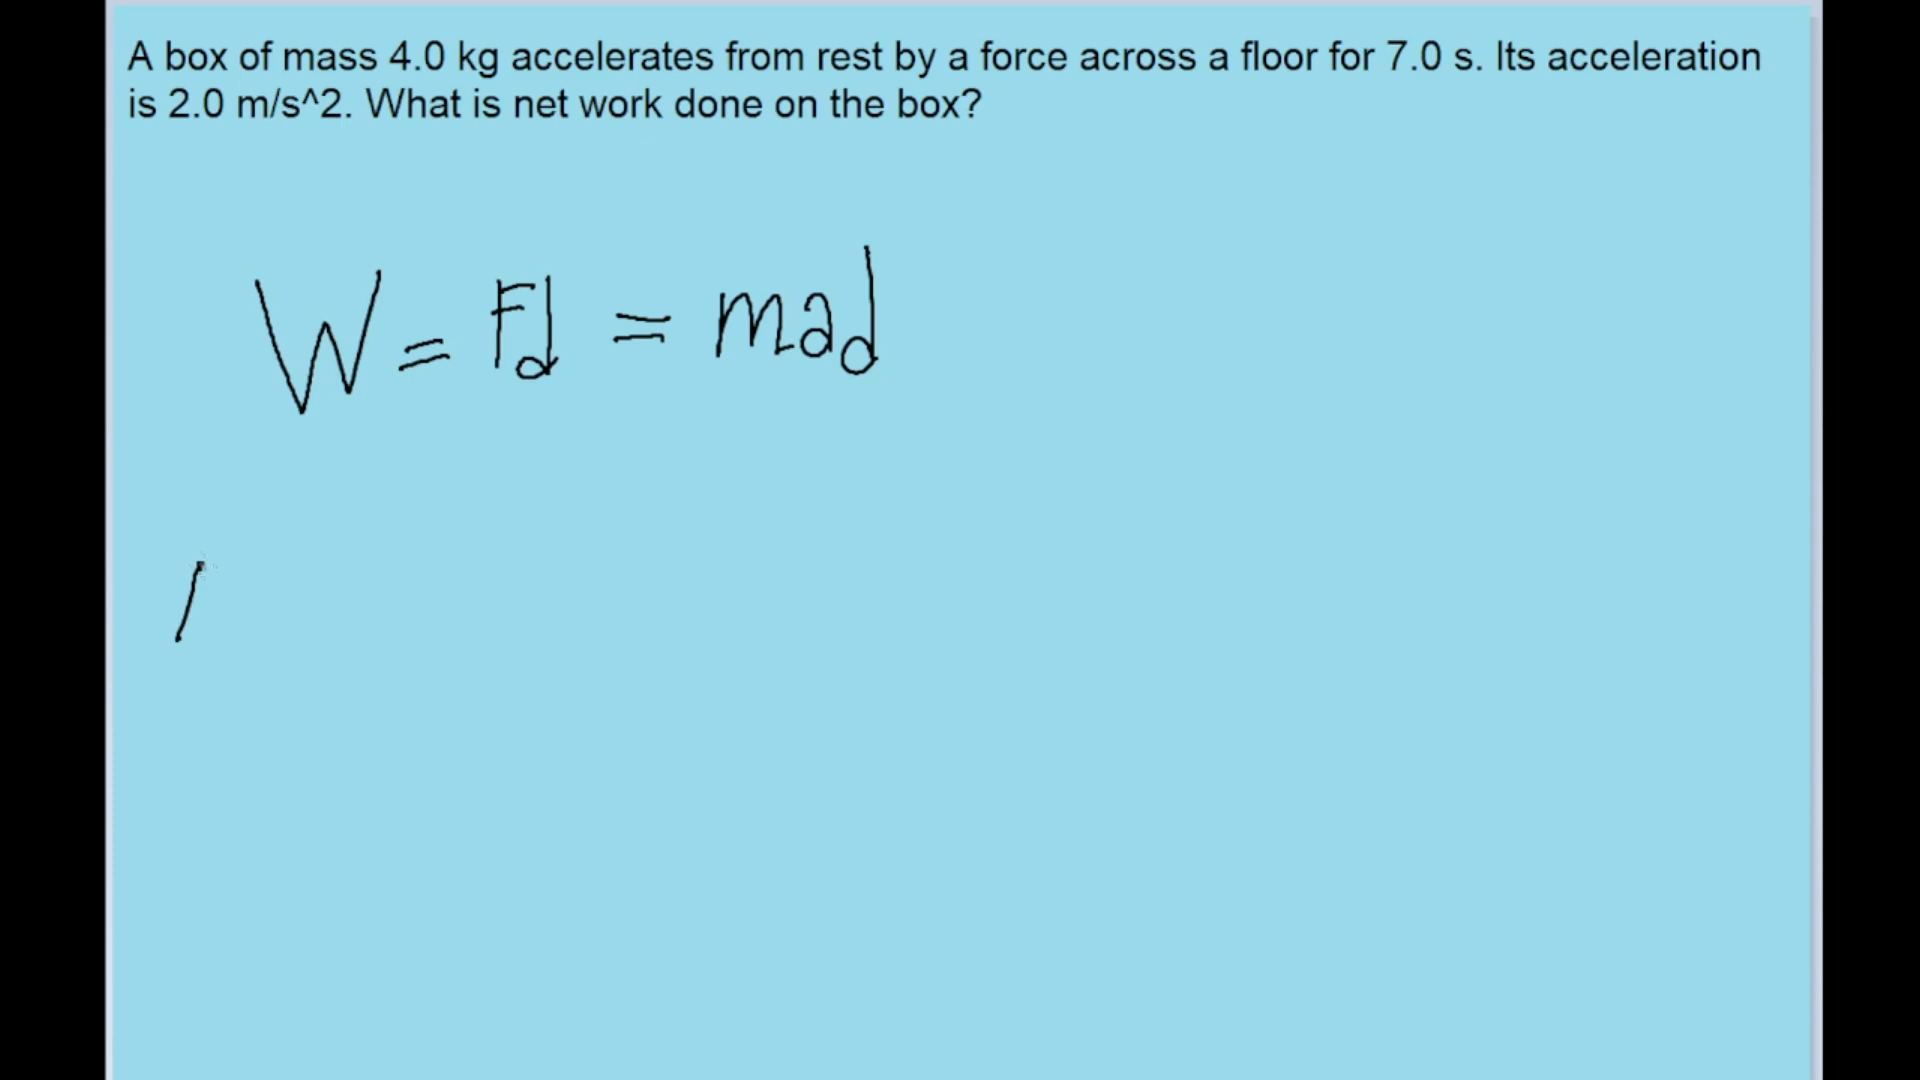 A box of mass 4.0 kg accelerates from rest by a force across a floor for 7.0 s. Its acceleration
is 2.0 m/s^2. What is net work done on the box?
W = Fd = mad